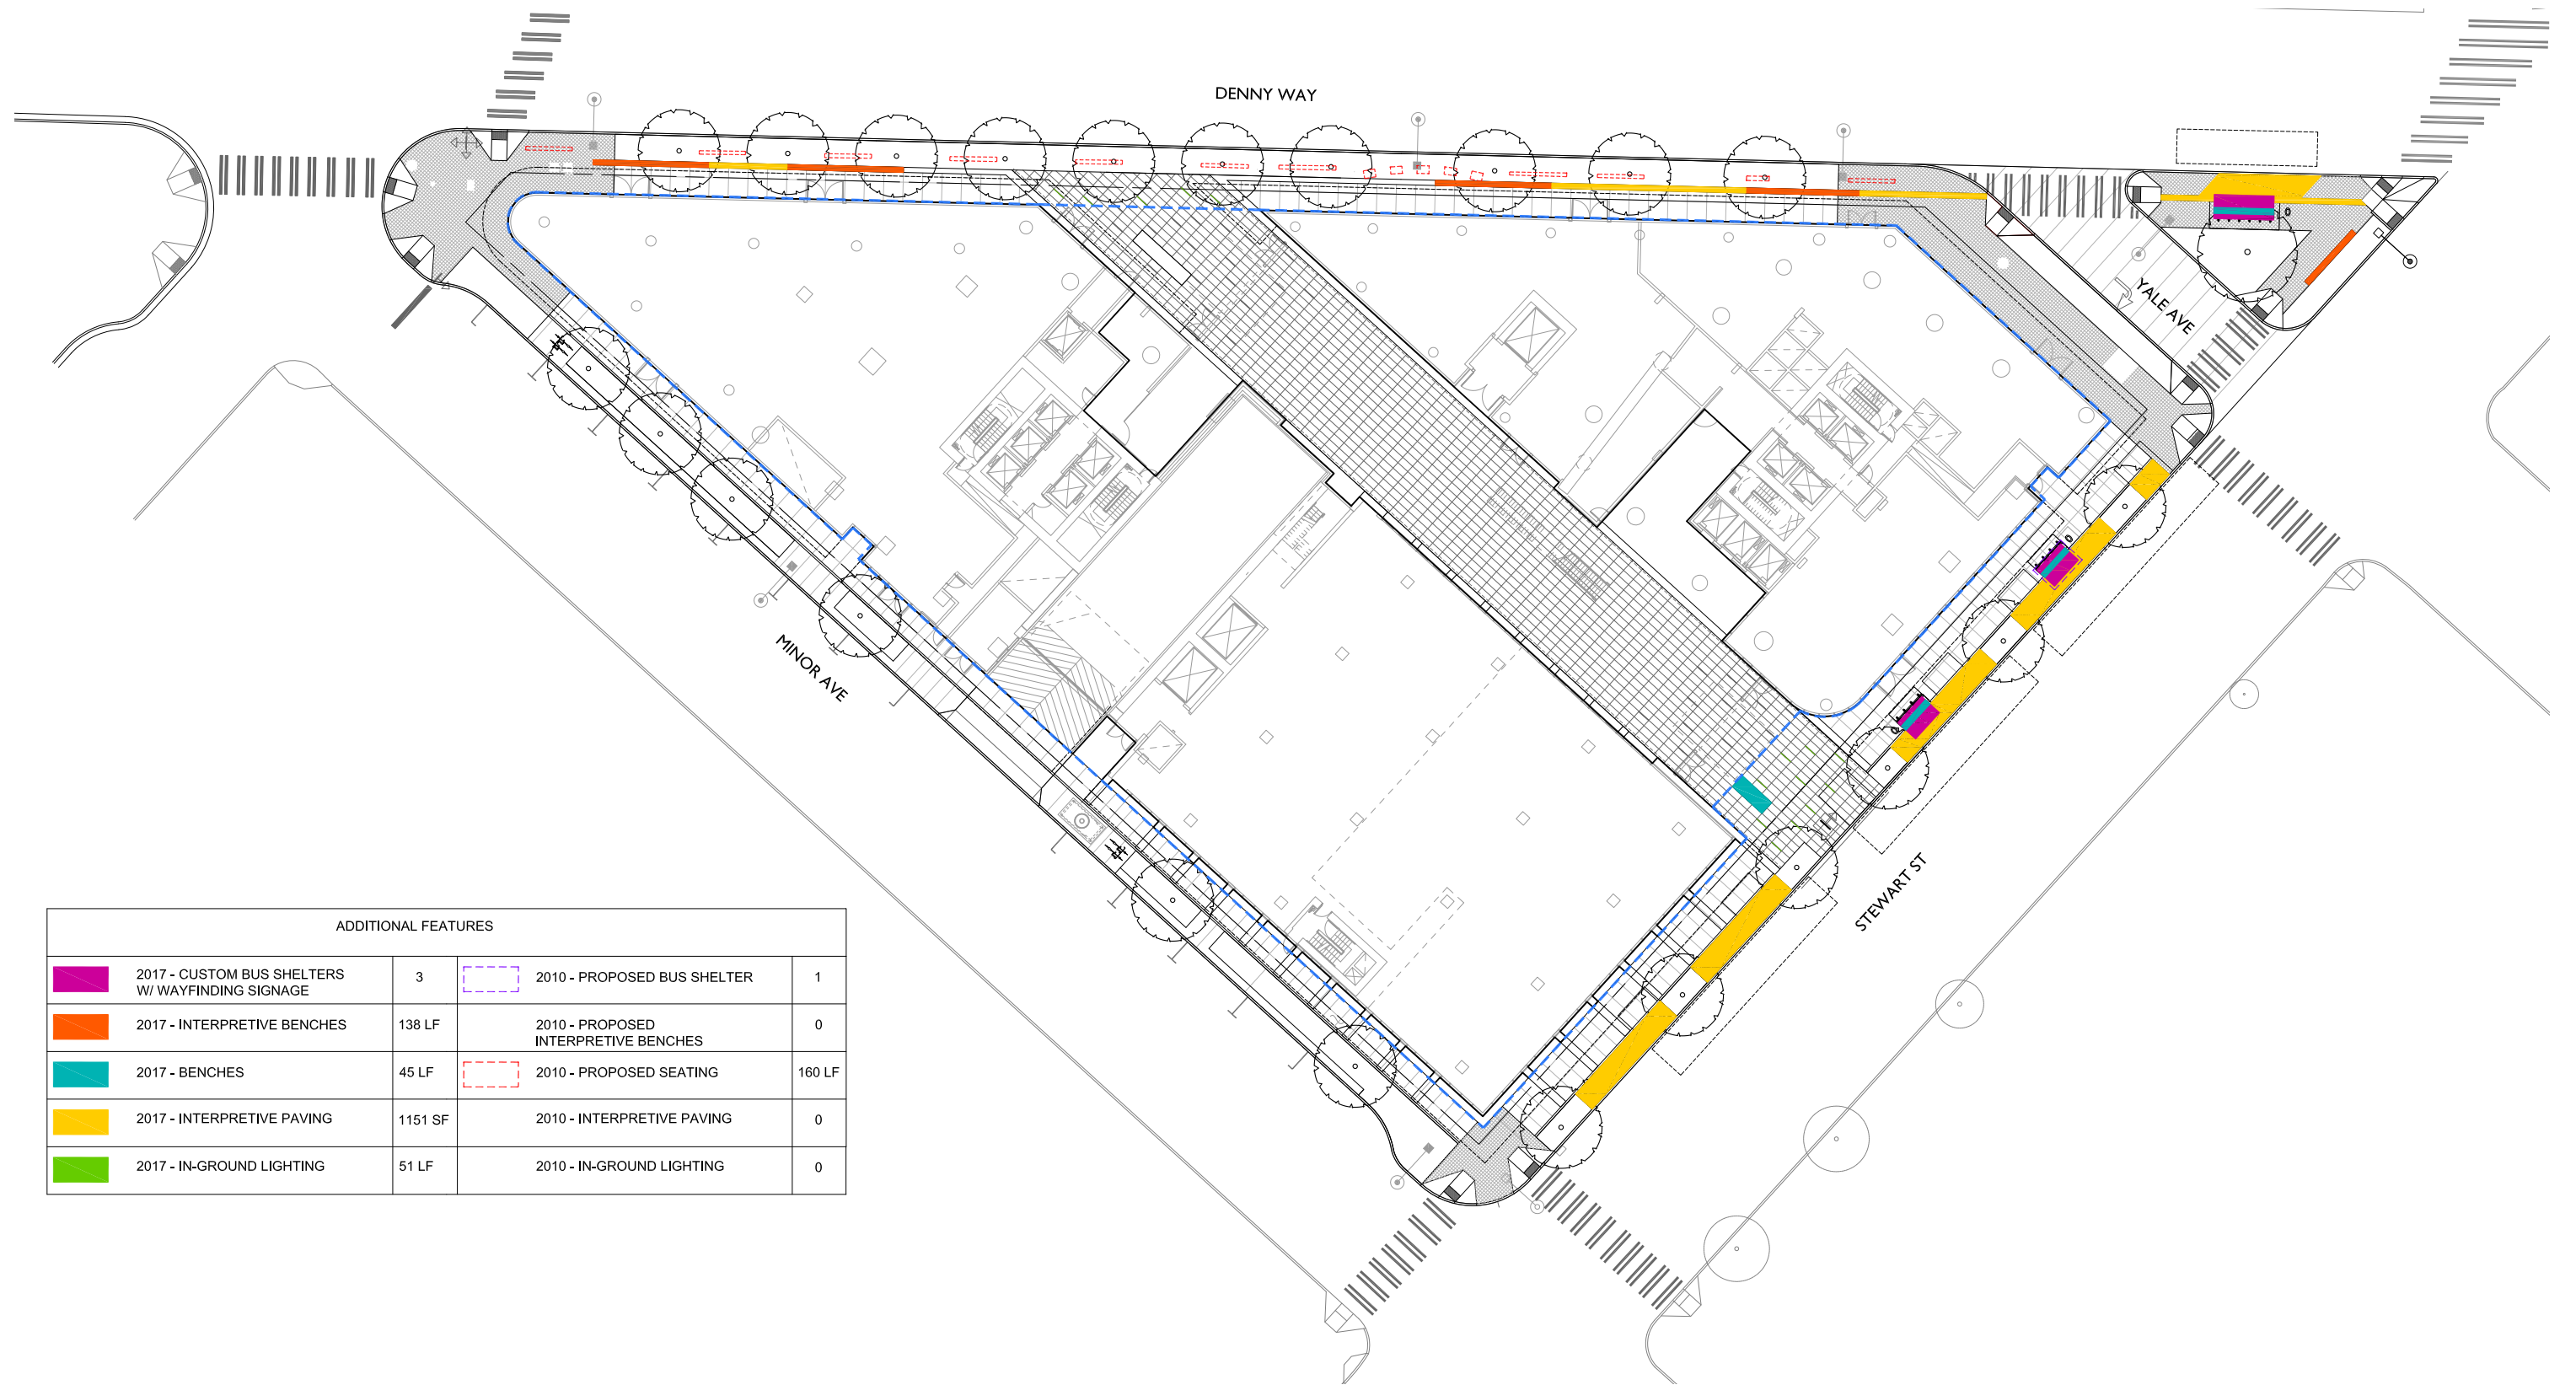 DENNY WAY
YALE AVE
MINOR AVE
STEWART ST
ADDITIONAL FEATURES
2017 - CUSTOM BUS SHELTERS
W/ WAYFINDING SIGNAGE
3
2010 - PROPOSED BUS SHELTER
1
2017 - INTERPRETIVE BENCHES
138 LF
2010 - PROPOSED
INTERPRETIVE BENCHES
0
2017 - BENCHES
45 LF
2010 - PROPOSED SEATING
160 LF
2017 - INTERPRETIVE PAVING
1151 SF
2010 - INTERPRETIVE PAVING
0
2017 - IN-GROUND LIGHTING
51 LF
2010 - IN-GROUND LIGHTING
0